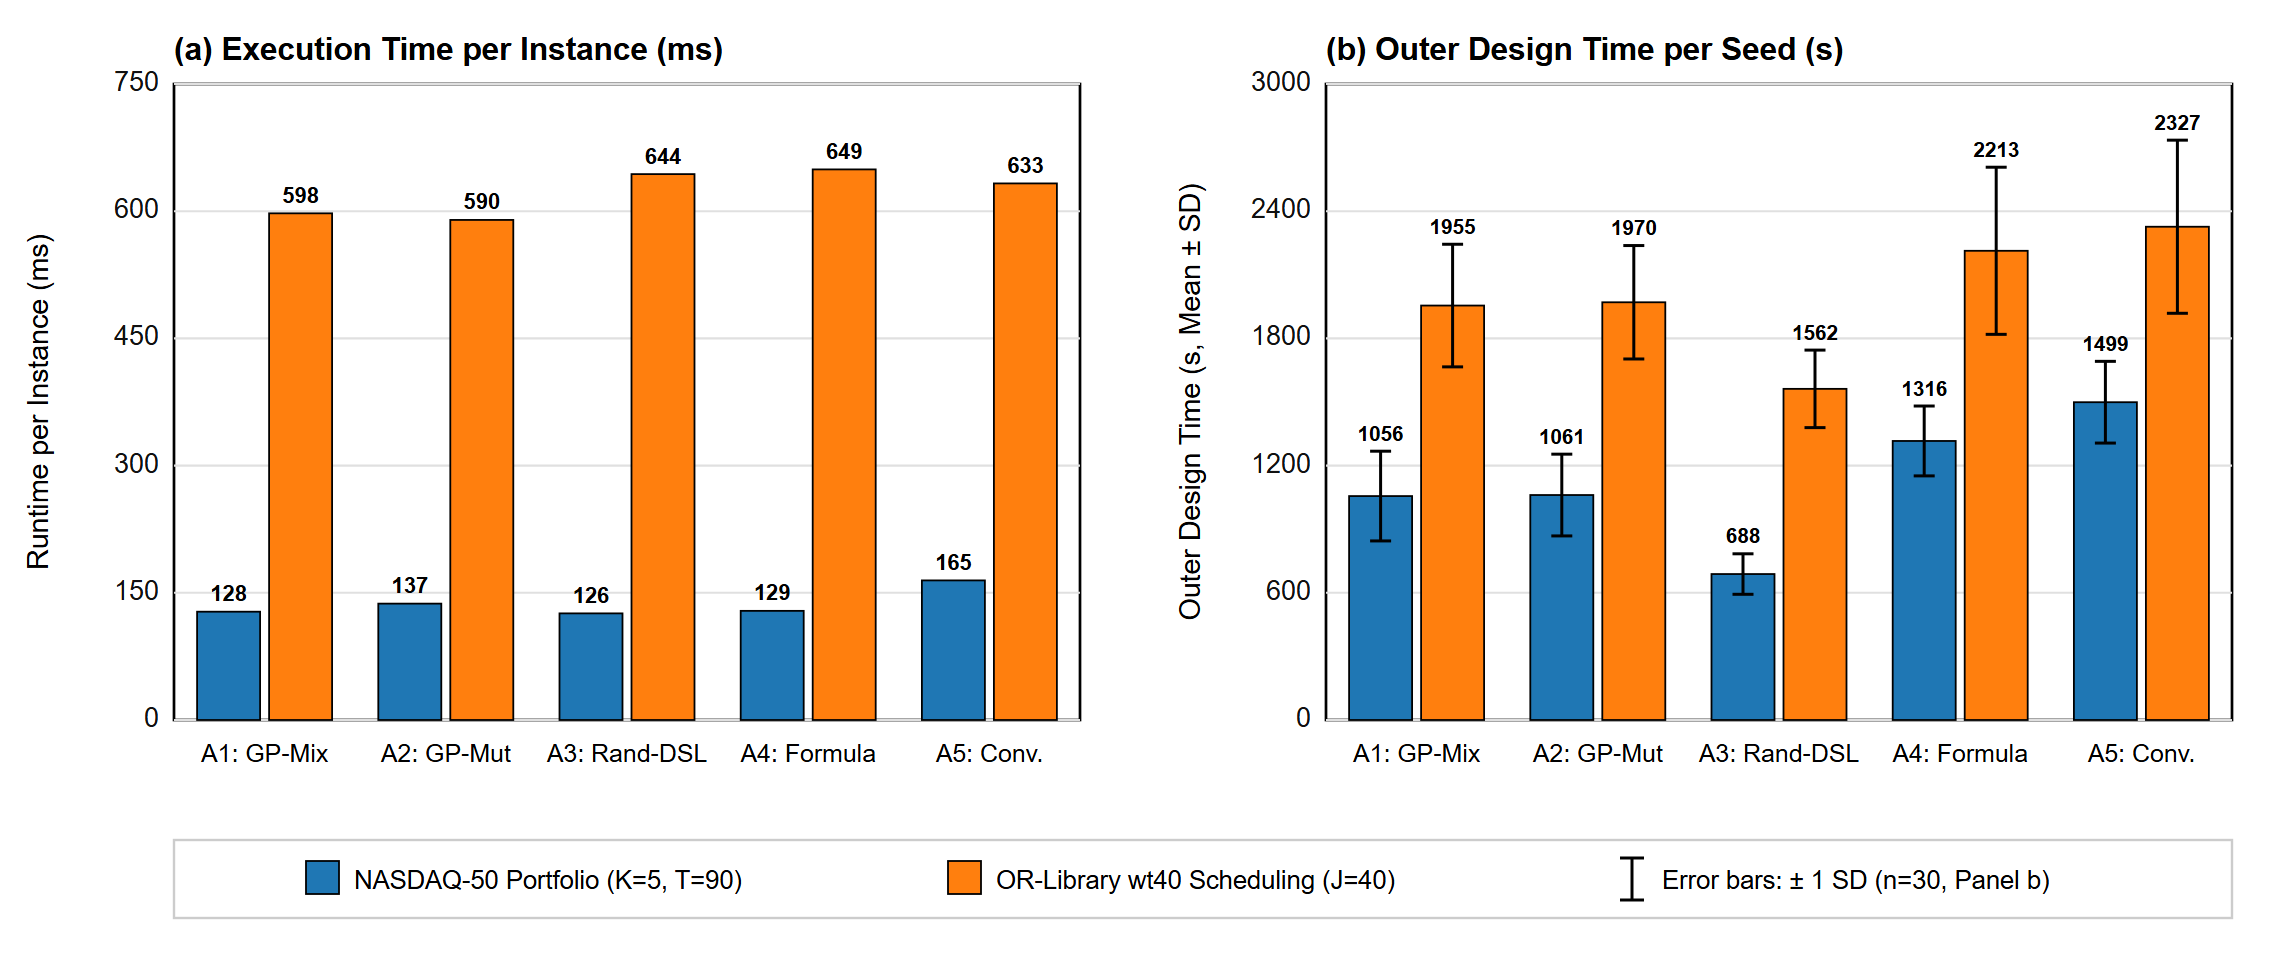 (a) Execution Time per Instance (ms)
Runtime per Instance (ms)
750
600
450
300
150
0
128
598
137
590
126
644
129
649
165
633
A1: GP-Mix
A2: GP-Mut
A3: Rand-DSL
A4: Formula
A5: Conv.
(b) Outer Design Time per Seed (s)
Outer Design Time (s, Mean ± SD)
3000
2400
1800
1200
600
0
1056
1955
1061
1970
688
1562
1316
2213
1499
2327
A1: GP-Mix
A2: GP-Mut
A3: Rand-DSL
A4: Formula
A5: Conv.
NASDAQ-50 Portfolio (K=5, T=90)
OR-Library wt40 Scheduling (J=40)
Error bars: ± 1 SD (n=30, Panel b)